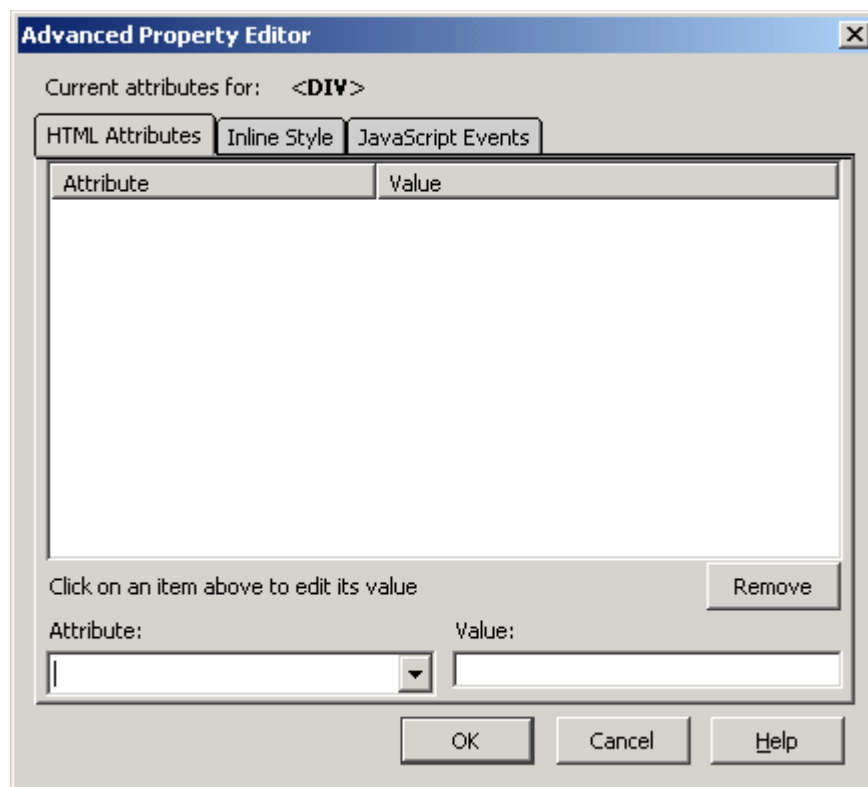 Advanced Property Editor
Current attributes for: <DIV>
HTML Attributes Inline Style JavaScript Events
Attribute Value
Click on an item above to edit its value Remove
Attribute: Value:
OK Cancel Help